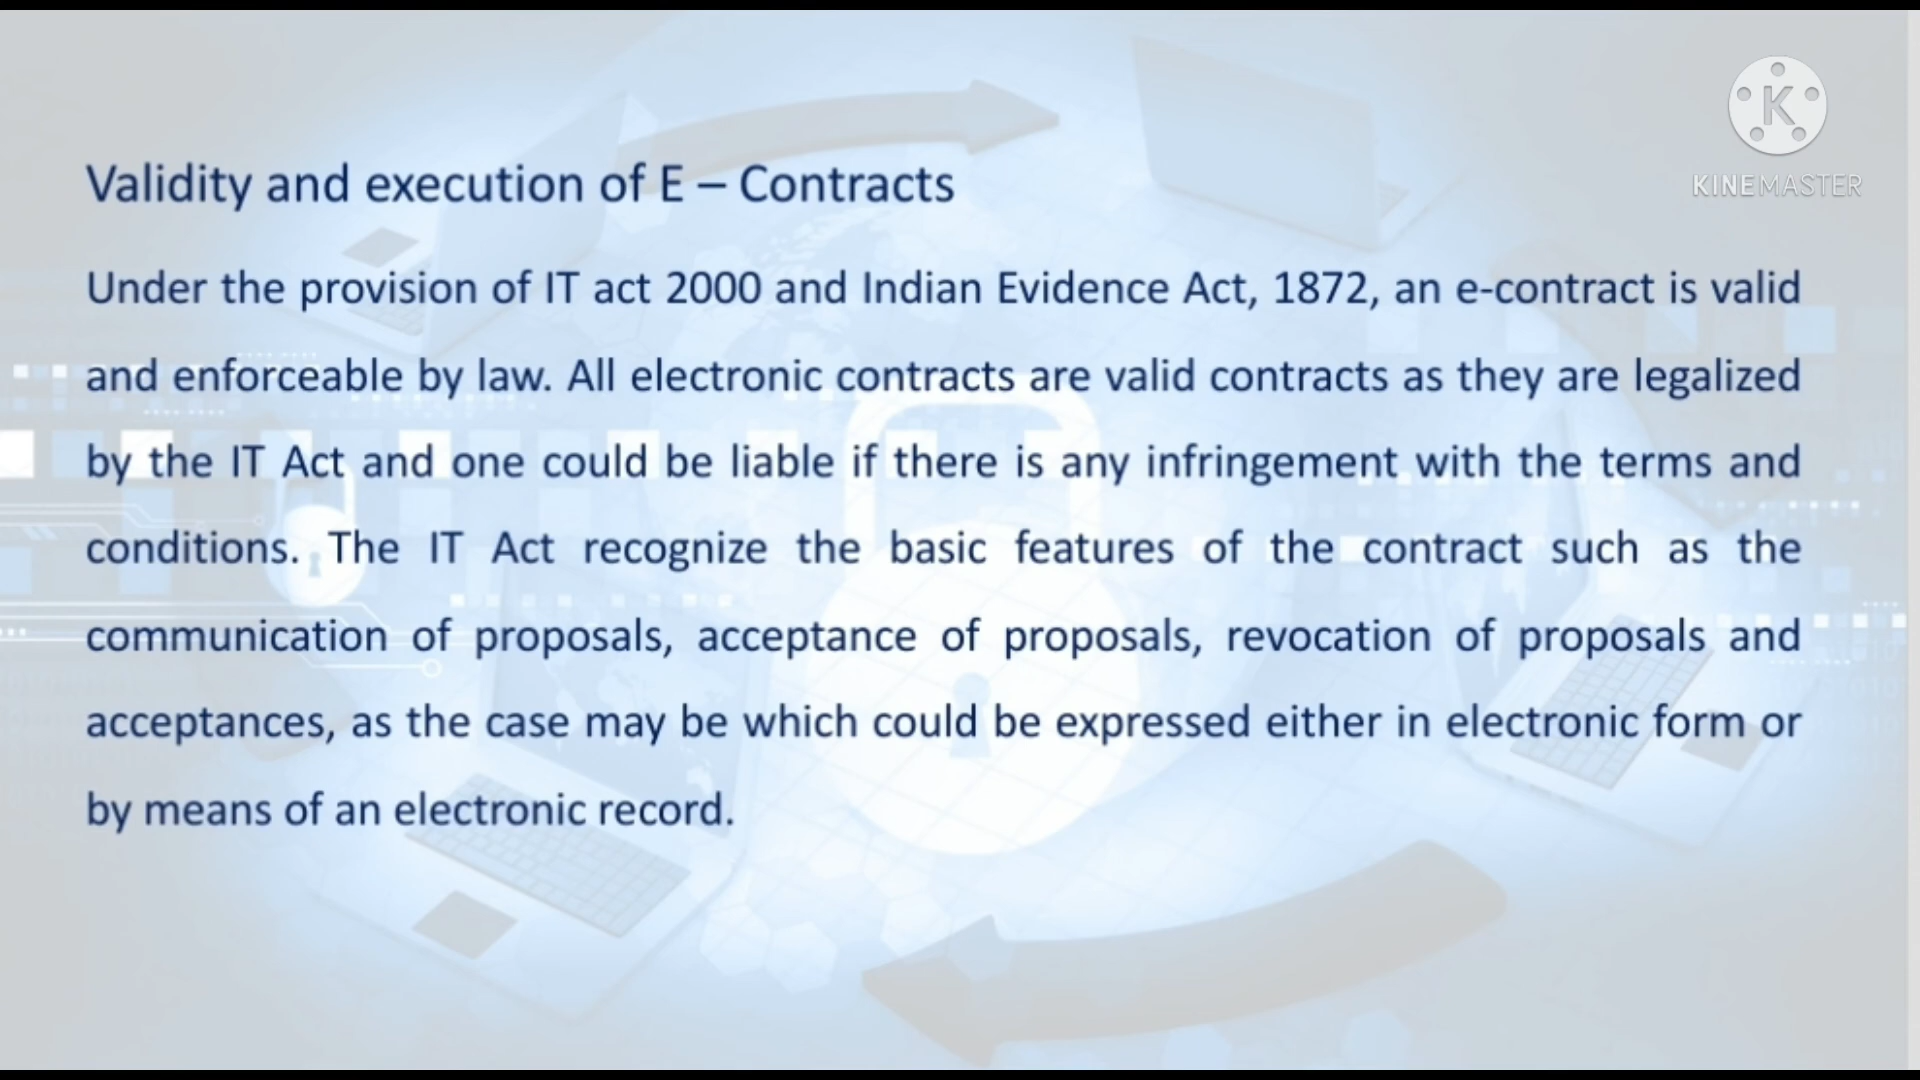 K
KINEMASTER
Validity and execution of E – Contracts
Under the provision of IT act 2000 and Indian Evidence Act, 1872, an e-contract is valid
and enforceable by law. All electronic contracts are valid contracts as they are legalized
by the IT Act and one could be liable if there is any infringement with the terms and
conditions. The IT Act recognize the basic features of the contract such as the
communication of proposals, acceptance of proposals, revocation of proposals and
acceptances, as the case may be which could be expressed either in electronic form or
by means of an electronic record.